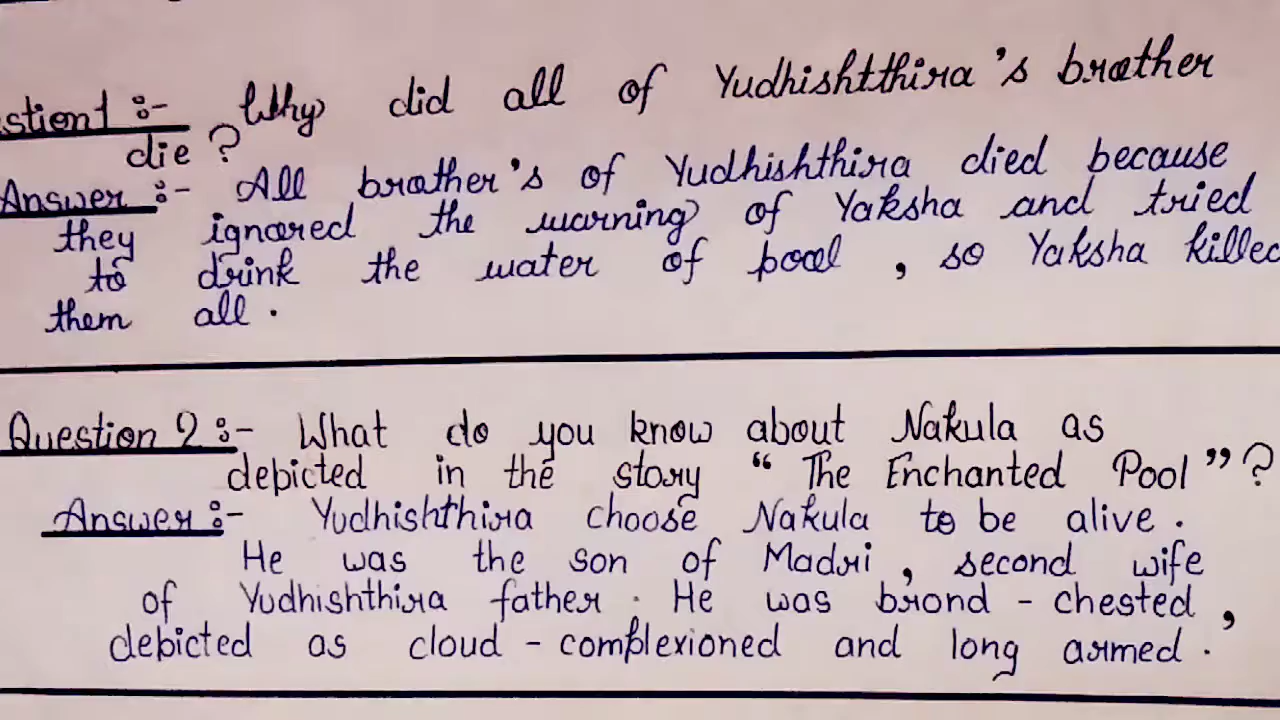 stion1 :- Why did all of Yudhishtthira's brother
die ?
Answer :- All brother's of Yudhishthira died because
they ignored the warning of Yaksha and tried
to drink the water of pool , so Yaksha killed
them all .
Question 2 :- What do you know about Nakula as
depicted in the story " The Enchanted Pool " ?
Answer :- Yudhishthira choose Nakula to be alive .
He was the son of Madri , second wife
of Yudhishthira father . He was brond - chested ,
depicted as cloud - complexioned and long armed .